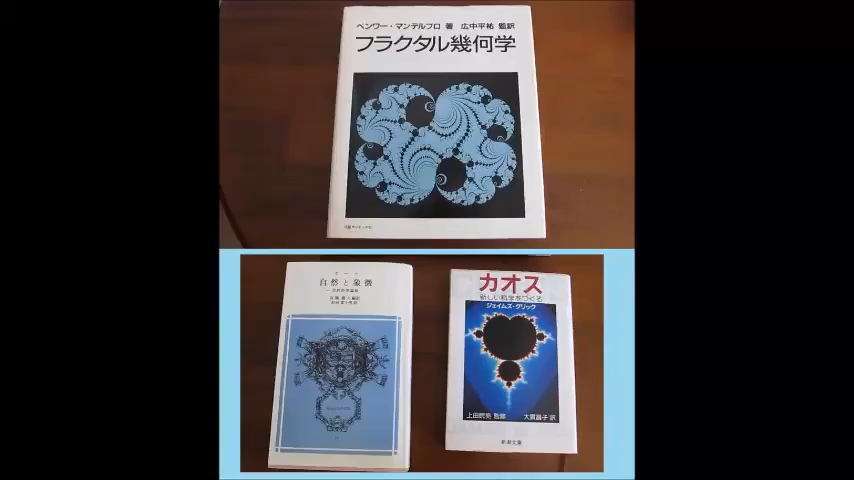 ベンワー・マンデルブロ 著 広中平祐 監訳
フラクタル幾何学
ゲーテ
自然と象徴
カオス
新しい科学をつくる
ジェイムズ・グリック
上田睆亮 監修 大貫昌子 訳
新潮文庫